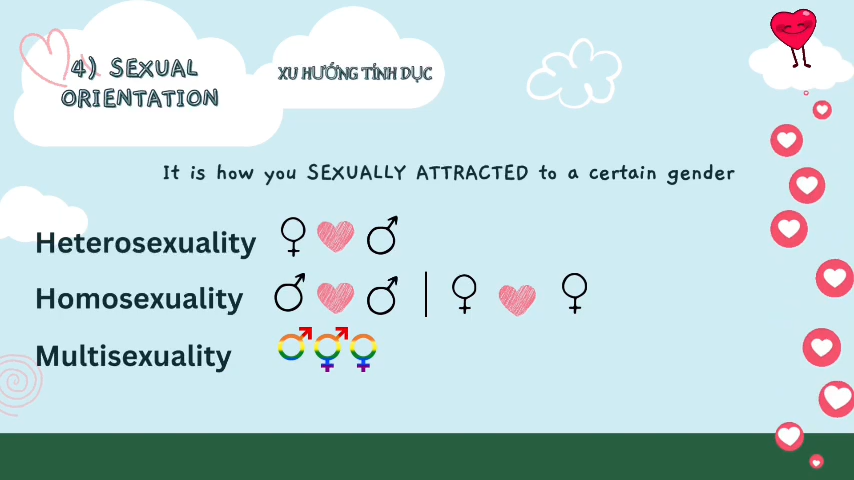 4) SEXUAL
ORIENTATION
XU HƯỚNG TÍNH DỤC
It is how you SEXUALLY ATTRACTED to a certain gender
Heterosexuality
Homosexuality
Multisexuality